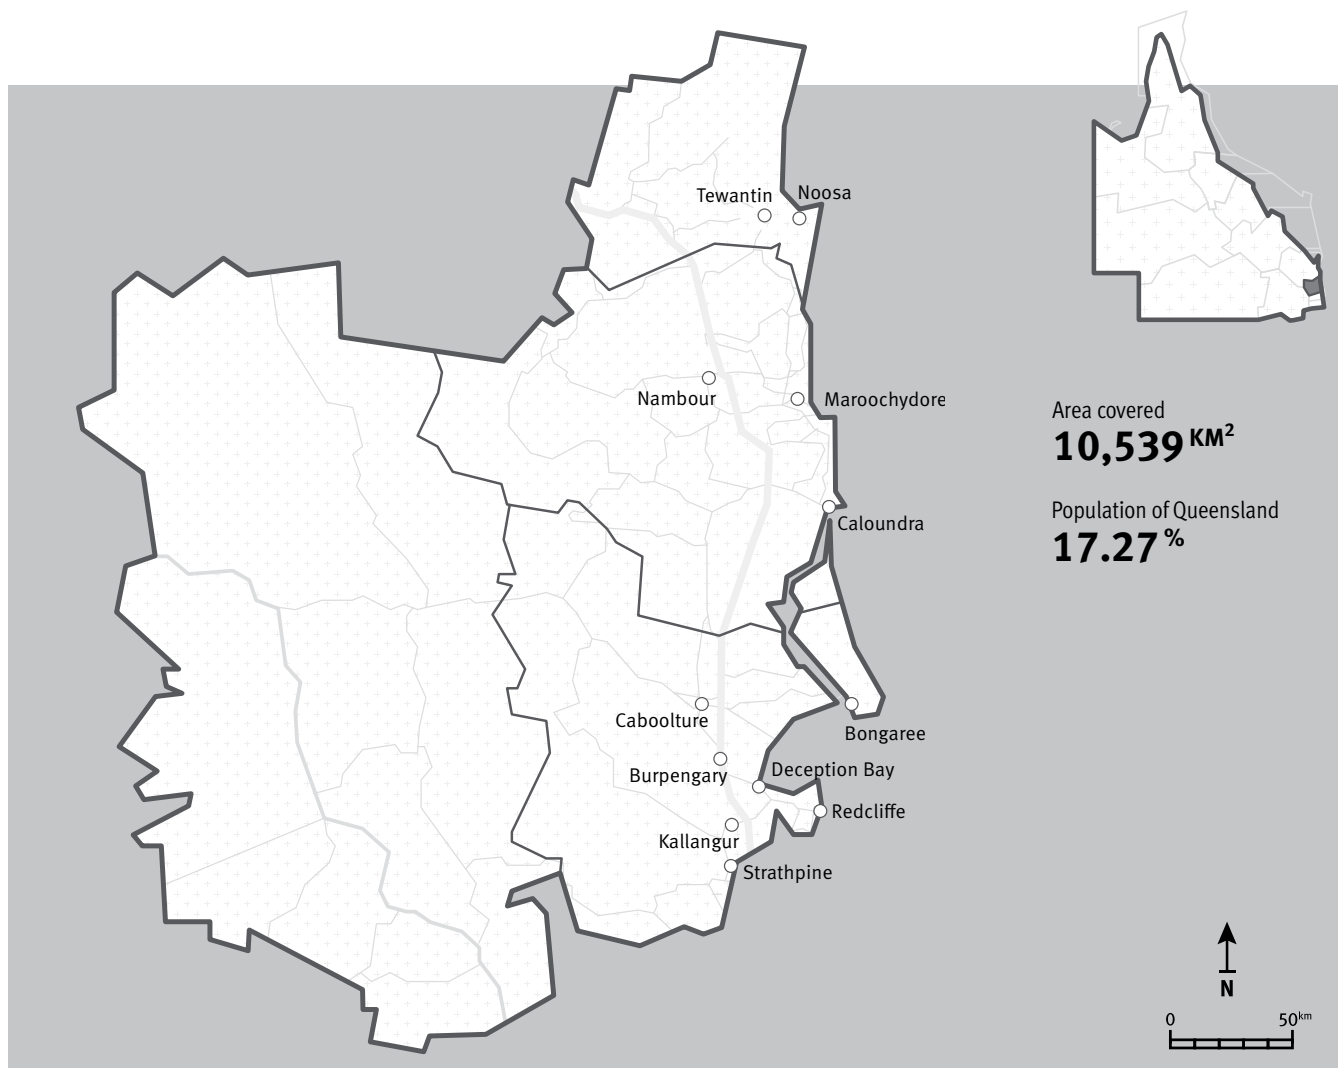 Tewantin
Noosa
Nambour
Maroochydore
Caloundra
Caboolture
Bongaree
Burpengary
Deception Bay
Redcliffe
Kallangur
Strathpine
Area covered
10,539 KM²
Population of Queensland
17.27 %
N
0 50km